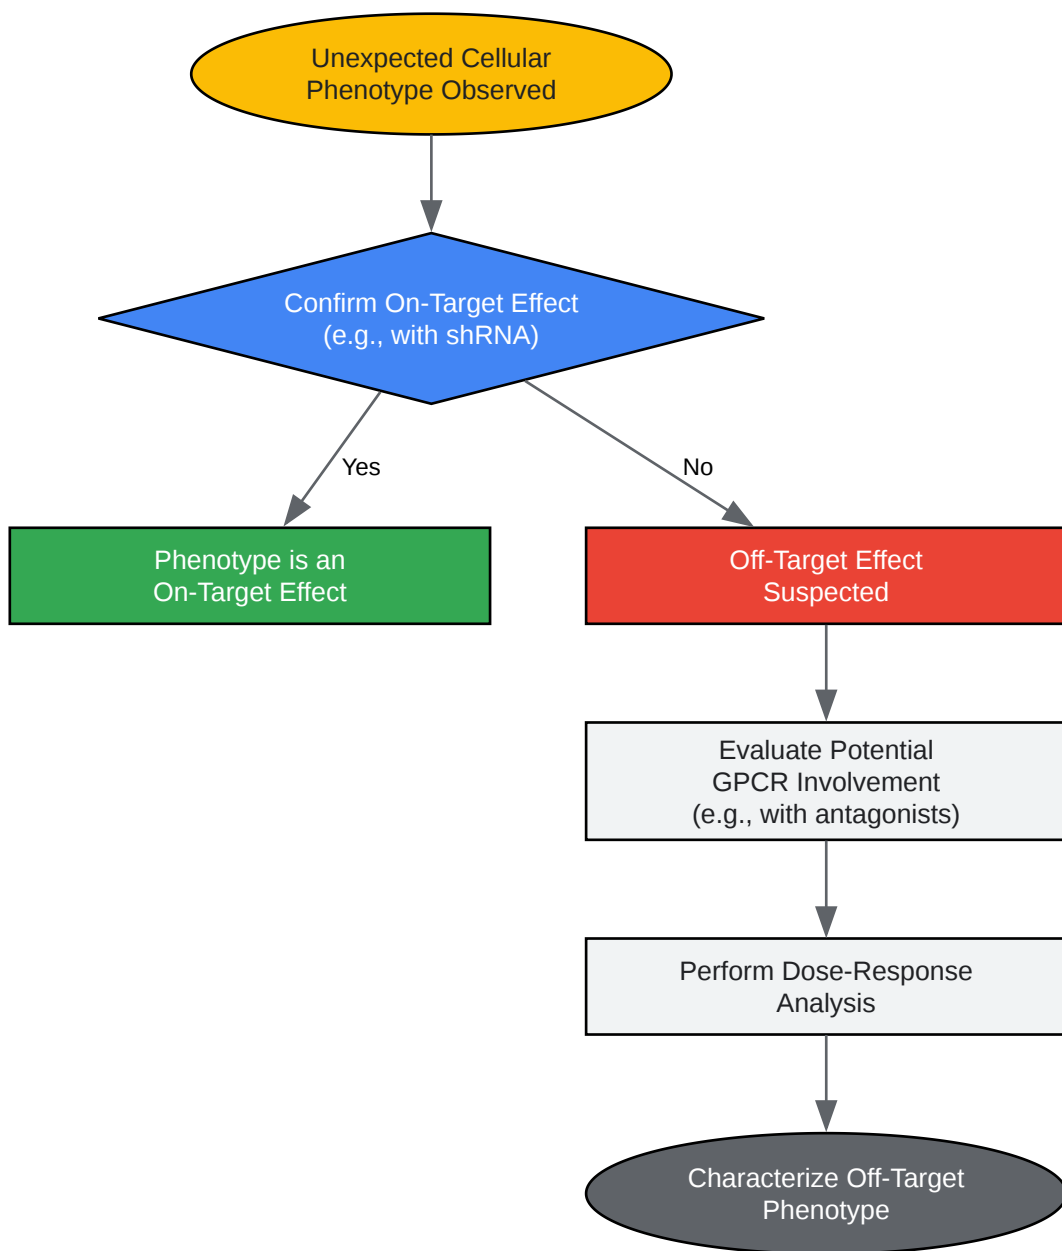 Unexpected Cellular
Phenotype Observed
Confirm On-Target Effect
(e.g., with shRNA)
Yes
No
Phenotype is an
On-Target Effect
Off-Target Effect
Suspected
Evaluate Potential
GPCR Involvement
(e.g., with antagonists)
Perform Dose-Response
Analysis
Characterize Off-Target
Phenotype